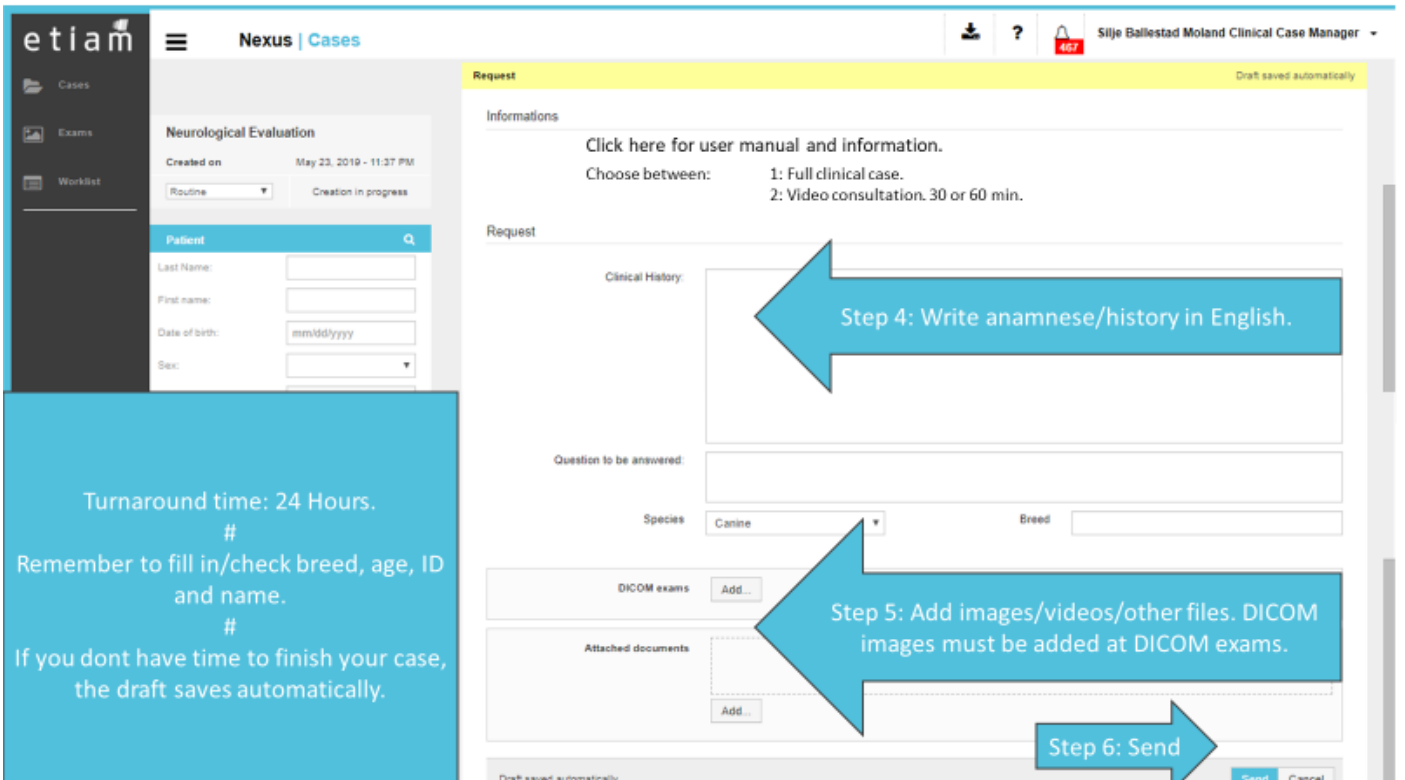 etiam
Nexus | Cases
?
467
Silje Ballestad Moland Clinical Case Manager
Cases
Exams
Worklist
Neurological Evaluation
Created on May 23, 2019 - 11:37 PM
Routine Creation in progress
Patient
Last Name:
First name:
Date of birth: mm/dd/yyyy
Sex:
Request Draft saved automatically
Informations
Click here for user manual and information.
Choose between: 1: Full clinical case.
2: Video consultation. 30 or 60 min.
Request
Clinical History:
Step 4: Write anamnese/history in English.
Question to be answered:
Species Canine Breed
DICOM exams Add...
Step 5: Add images/videos/other files. DICOM
images must be added at DICOM exams.
Attached documents
Add...
Step 6: Send
Draft saved automatically
Send Cancel
Turnaround time: 24 Hours.
#
Remember to fill in/check breed, age, ID
and name.
#
If you dont have time to finish your case,
the draft saves automatically.